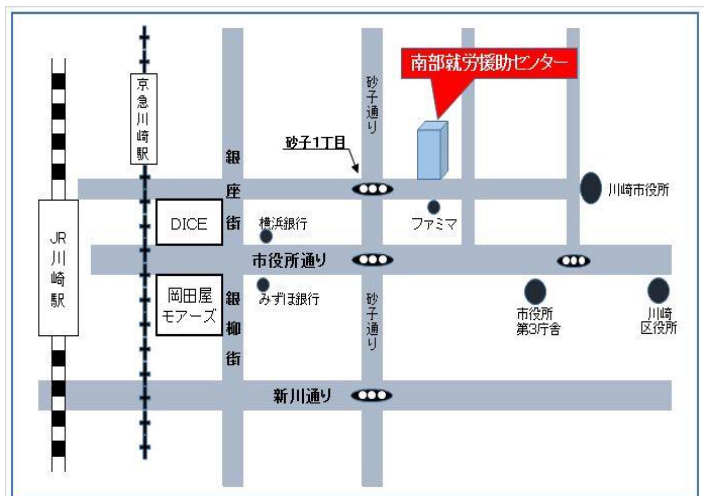 南部就労援助センター
砂子通り
京急川崎駅
砂子1丁目
銀座街
川崎市役所
DICE
横浜銀行
ファミマ
JR川崎駅
市役所通り
岡田屋
モアーズ
銀柳街
みずほ銀行
砂子通り
市役所
第3庁舎
川崎
区役所
新川通り